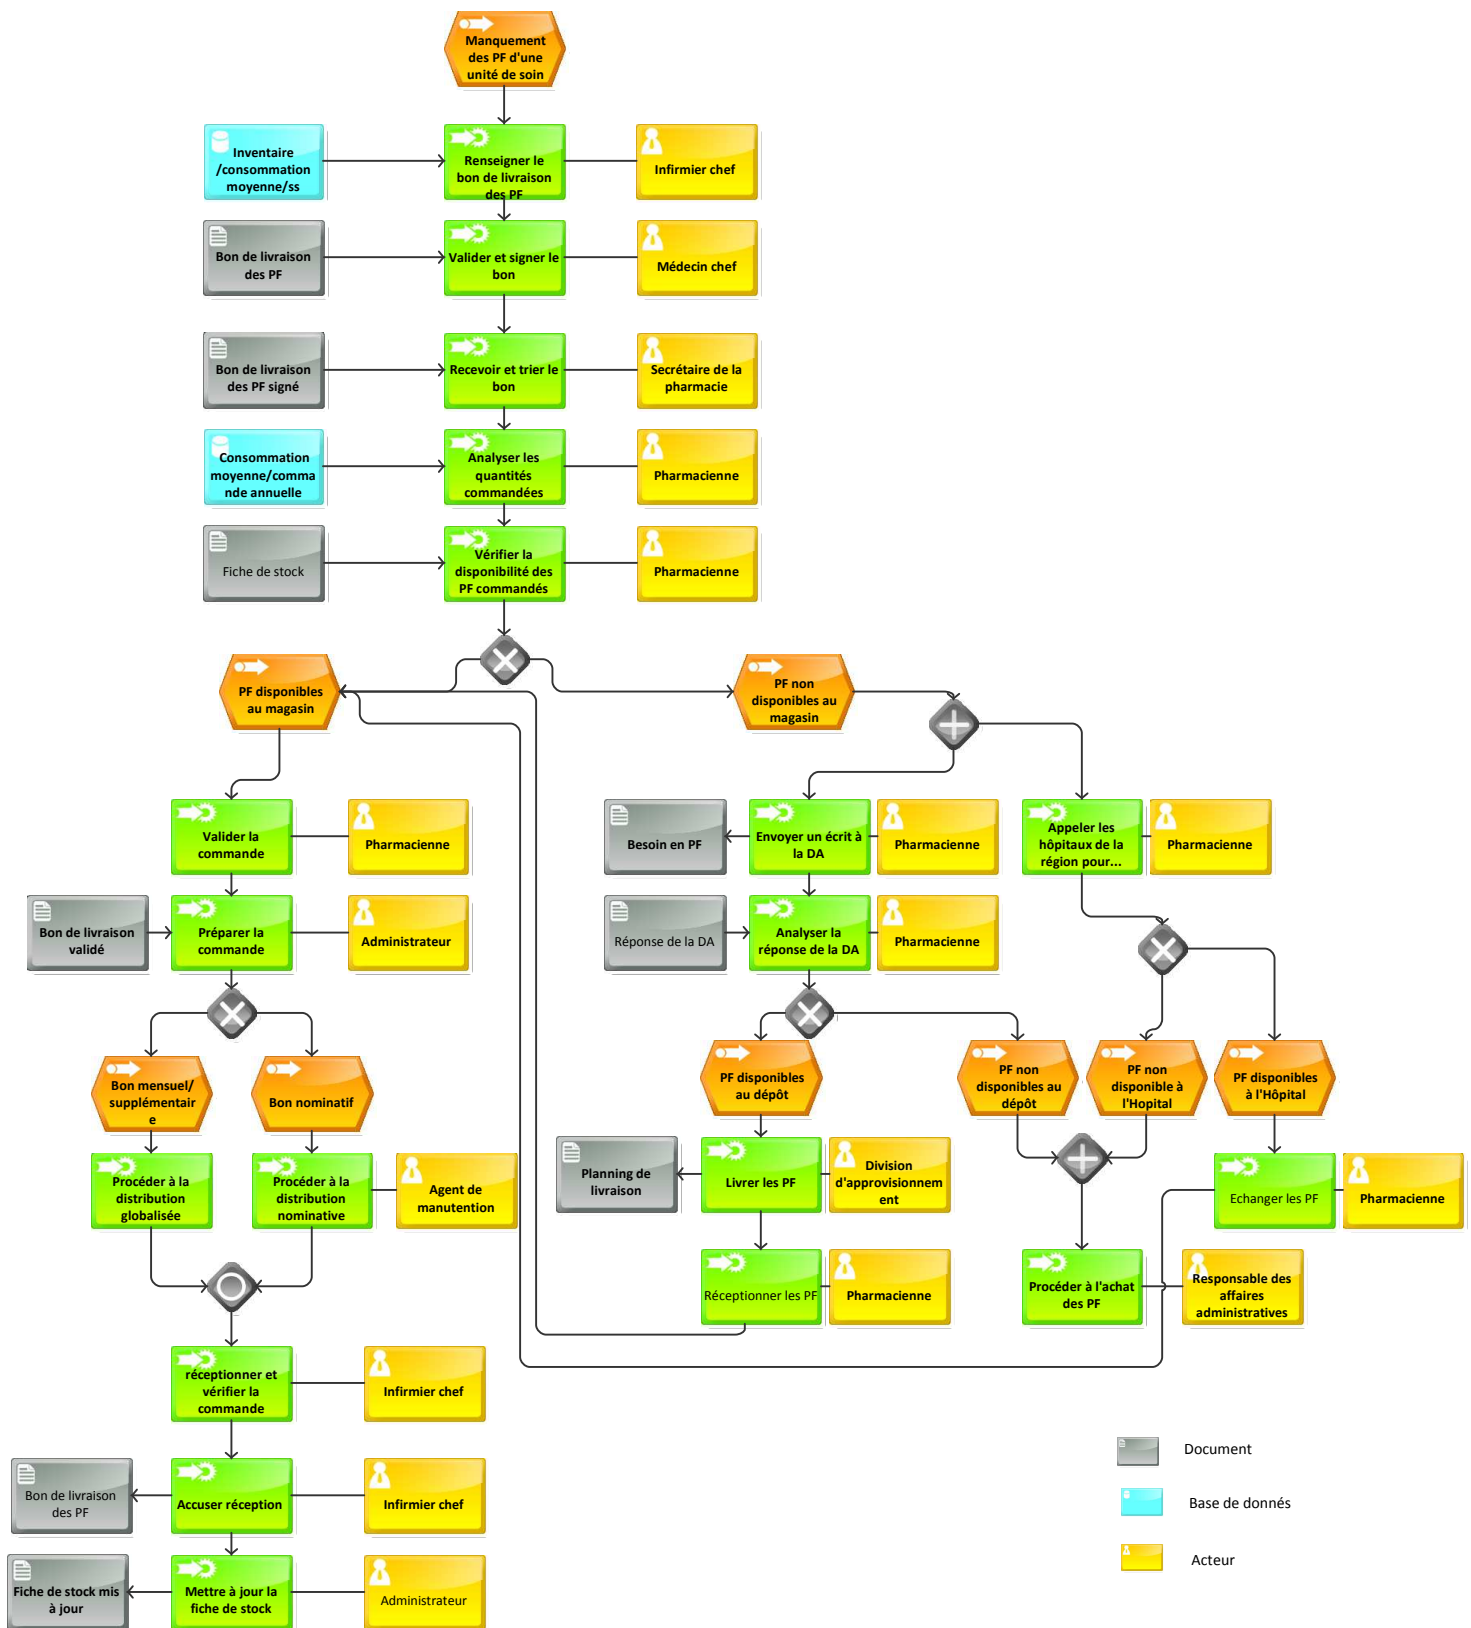 Manquement
des PF d'une
unité de soin
Inventaire
/consommation
moyenne/ss
Renseigner le
bon de livraison
des PF
Infirmier chef
Bon de livraison
des PF
Valider et signer le
bon
Médecin chef
Bon de livraison
des PF signé
Recevoir et trier le
bon
Secrétaire de la
pharmacie
Consommation
moyenne/comma
nde annuelle
Analyser les
quantités
commandées
Pharmacienne
Fiche de stock
Vérifier la
disponibilité des
PF commandés
Pharmacienne
PF disponibles
au magasin
PF non
disponibles au
magasin
Valider la
commande
Pharmacienne
Besoin en PF
Envoyer un écrit à
la DA
Pharmacienne
Appeler les
hôpitaux de la
région pour...
Pharmacienne
Bon de livraison
validé
Préparer la
commande
Administrateur
Réponse de la DA
Analyser la
réponse de la DA
Pharmacienne
Bon mensuel/
supplémentair
e
Bon nominatif
PF disponibles
au dépôt
PF non
disponibles au
dépôt
PF non
disponible à
l'Hopital
PF disponibles
à l'Hôpital
Procéder à la
distribution
globalisée
Procéder à la
distribution
nominative
Agent de
manutention
Planning de
livraison
Livrer les PF
Division
d'approvisionnem
ent
Echanger les PF
Pharmacienne
Réceptionner les PF
Pharmacienne
Procéder à l'achat
des PF
Responsable des
affaires
administratives
réceptionner et
vérifier la
commande
Infirmier chef
Bon de livraison
des PF
Accuser réception
Infirmier chef
Fiche de stock mis
à jour
Mettre à jour la
fiche de stock
Administrateur
Document
Base de donnés
Acteur